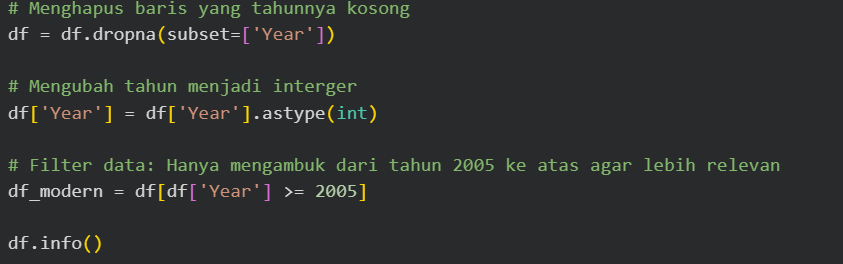 # Menghapus baris yang tahunnya kosong
df = df.dropna(subset=['Year'])
# Mengubah tahun menjadi interger
df['Year'] = df['Year'].astype(int)
# Filter data: Hanya mengambuk dari tahun 2005 ke atas agar lebih relevan
df_modern = df[df['Year'] >= 2005]
df.info()